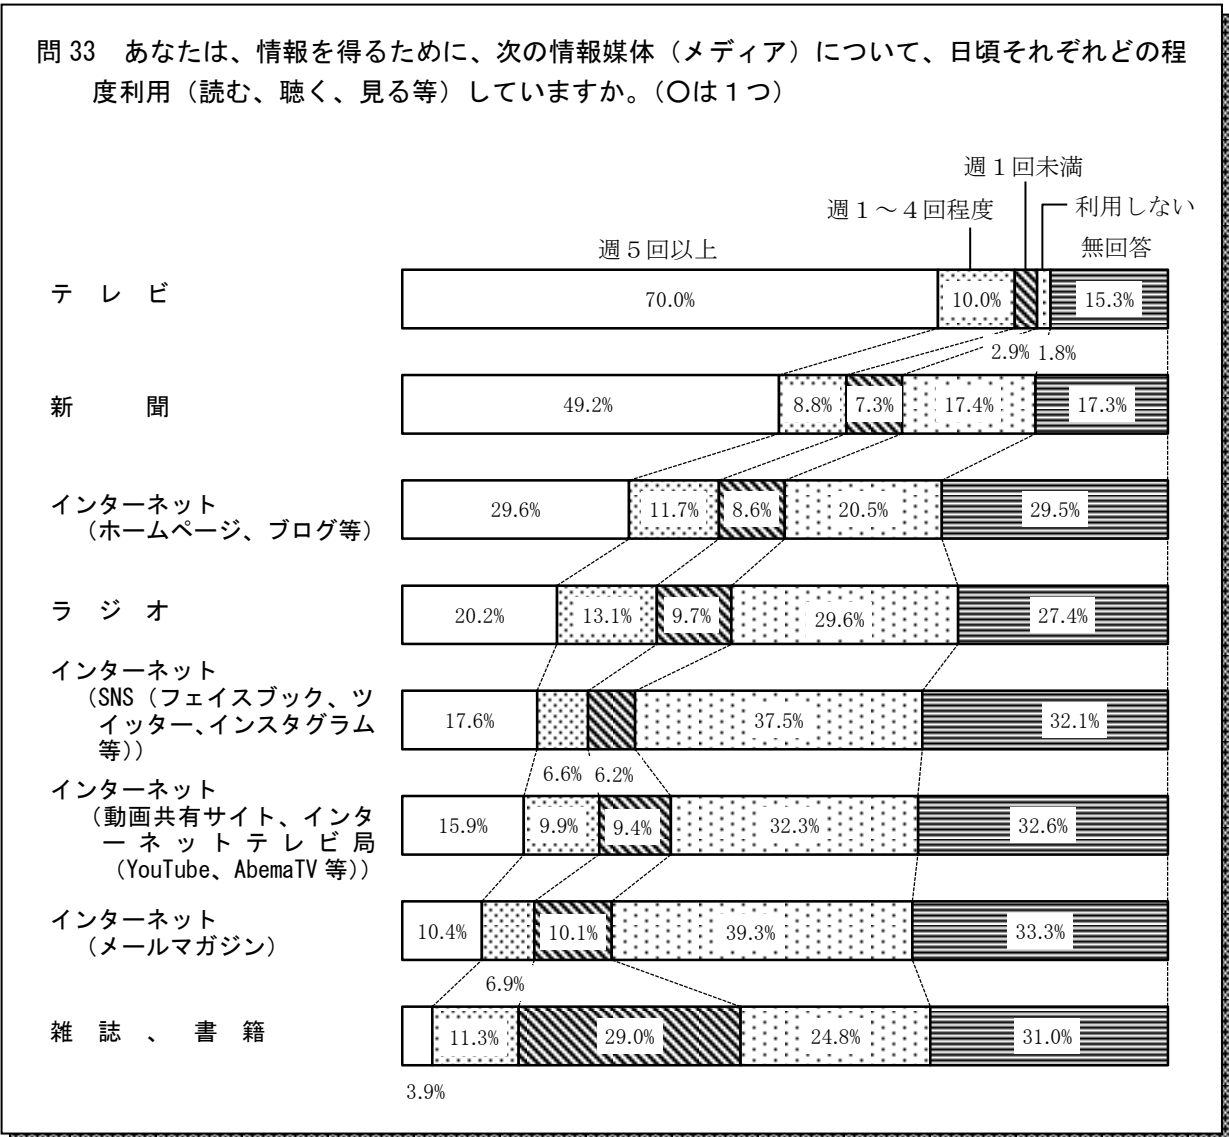 問33 あなたは、情報を得るために、次の情報媒体（メディア）について、日頃それぞれどの程
度利用（読む、聴く、見る等）していますか。（〇は１つ）
週１回未満
週１～４回程度
利用しない
週５回以上
無回答
テレビ
70.0% 10.0% 15.3%
2.9% 1.8%
新聞
49.2% 8.8% 7.3% 17.4% 17.3%
インターネット
（ホームページ、ブログ等）
29.6% 11.7% 8.6% 20.5% 29.5%
ラジオ
20.2% 13.1% 9.7% 29.6% 27.4%
インターネット
（SNS（フェイスブック、ツ
イッター、インスタグラム
等））
17.6% 37.5% 32.1%
6.6% 6.2%
インターネット
（動画共有サイト、インタ
ーネットテレビ局
（YouTube、AbemaTV等））
15.9% 9.9% 9.4% 32.3% 32.6%
インターネット
（メールマガジン）
10.4% 10.1% 39.3% 33.3%
6.9%
雑誌、書籍
11.3% 29.0% 24.8% 31.0%
3.9%